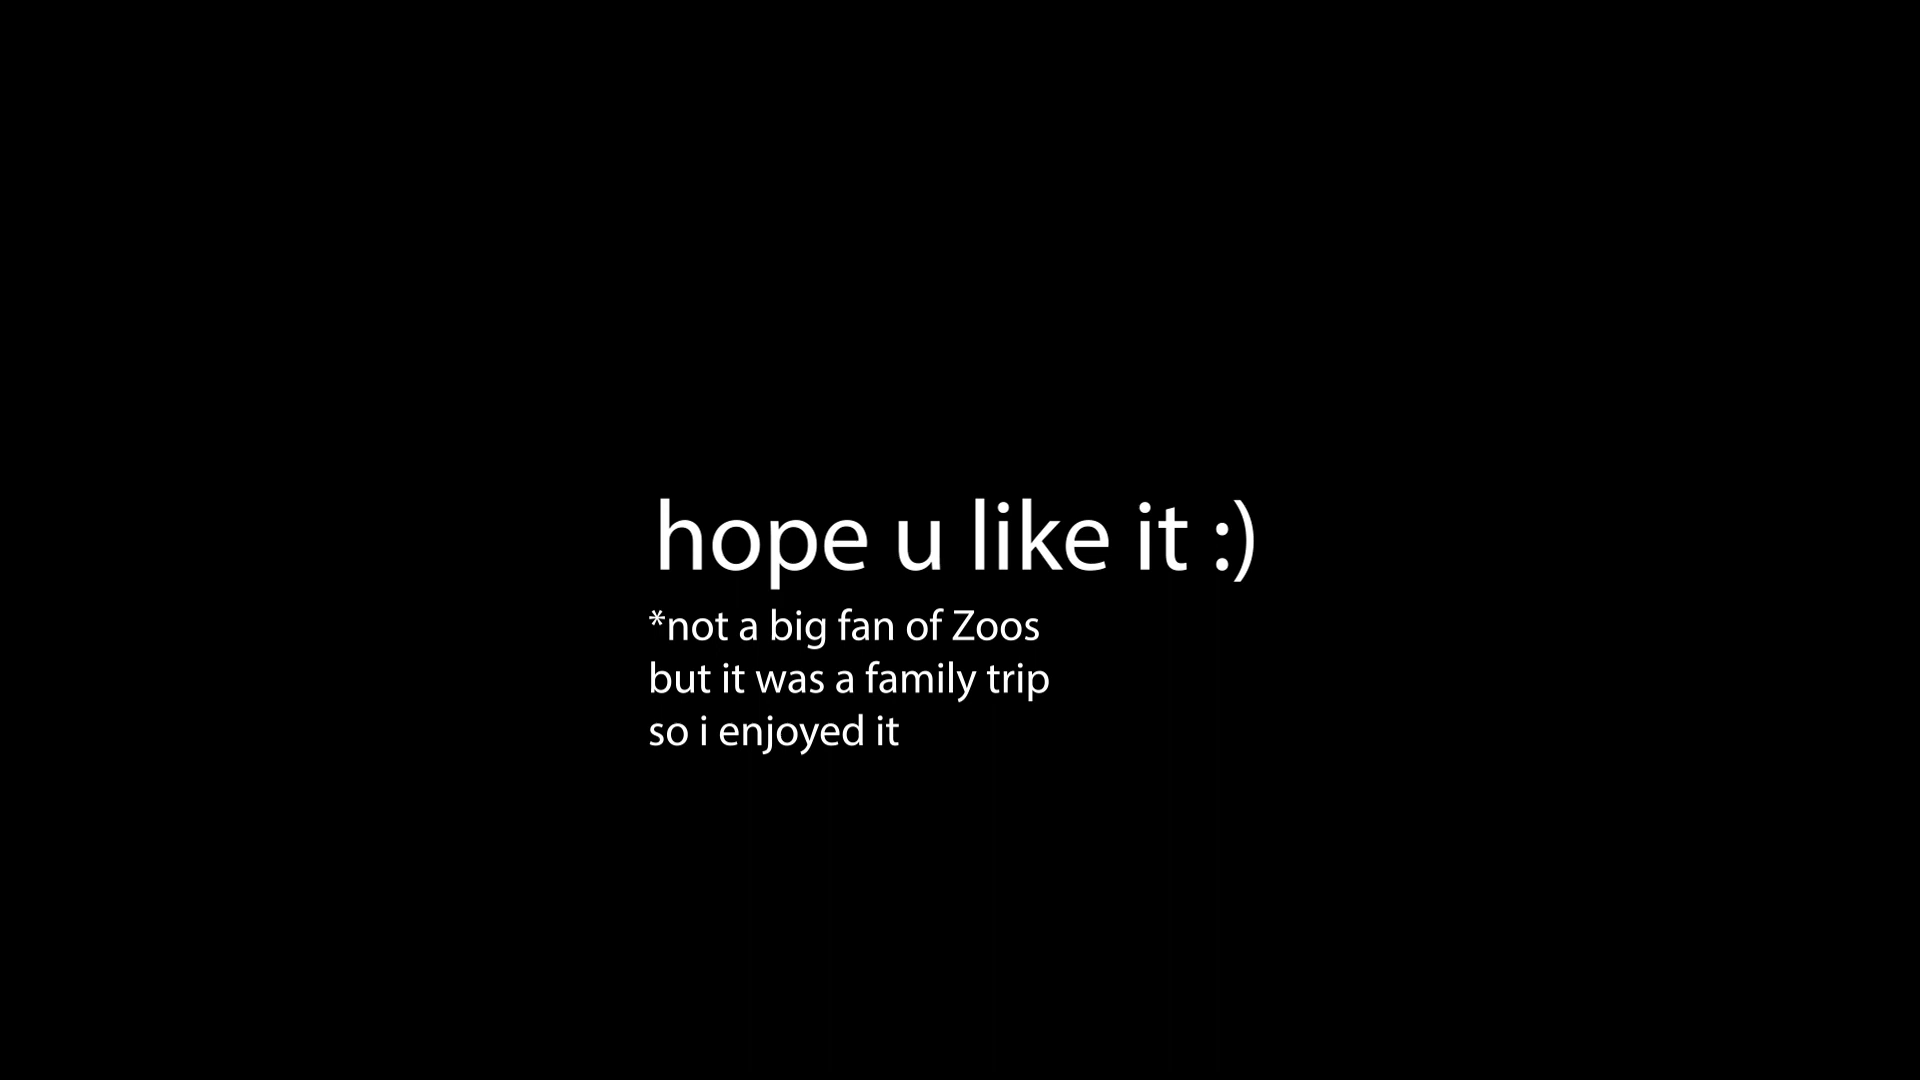 hope u like it :)
*not a big fan of Zoos
but it was a family trip
so i enjoyed it